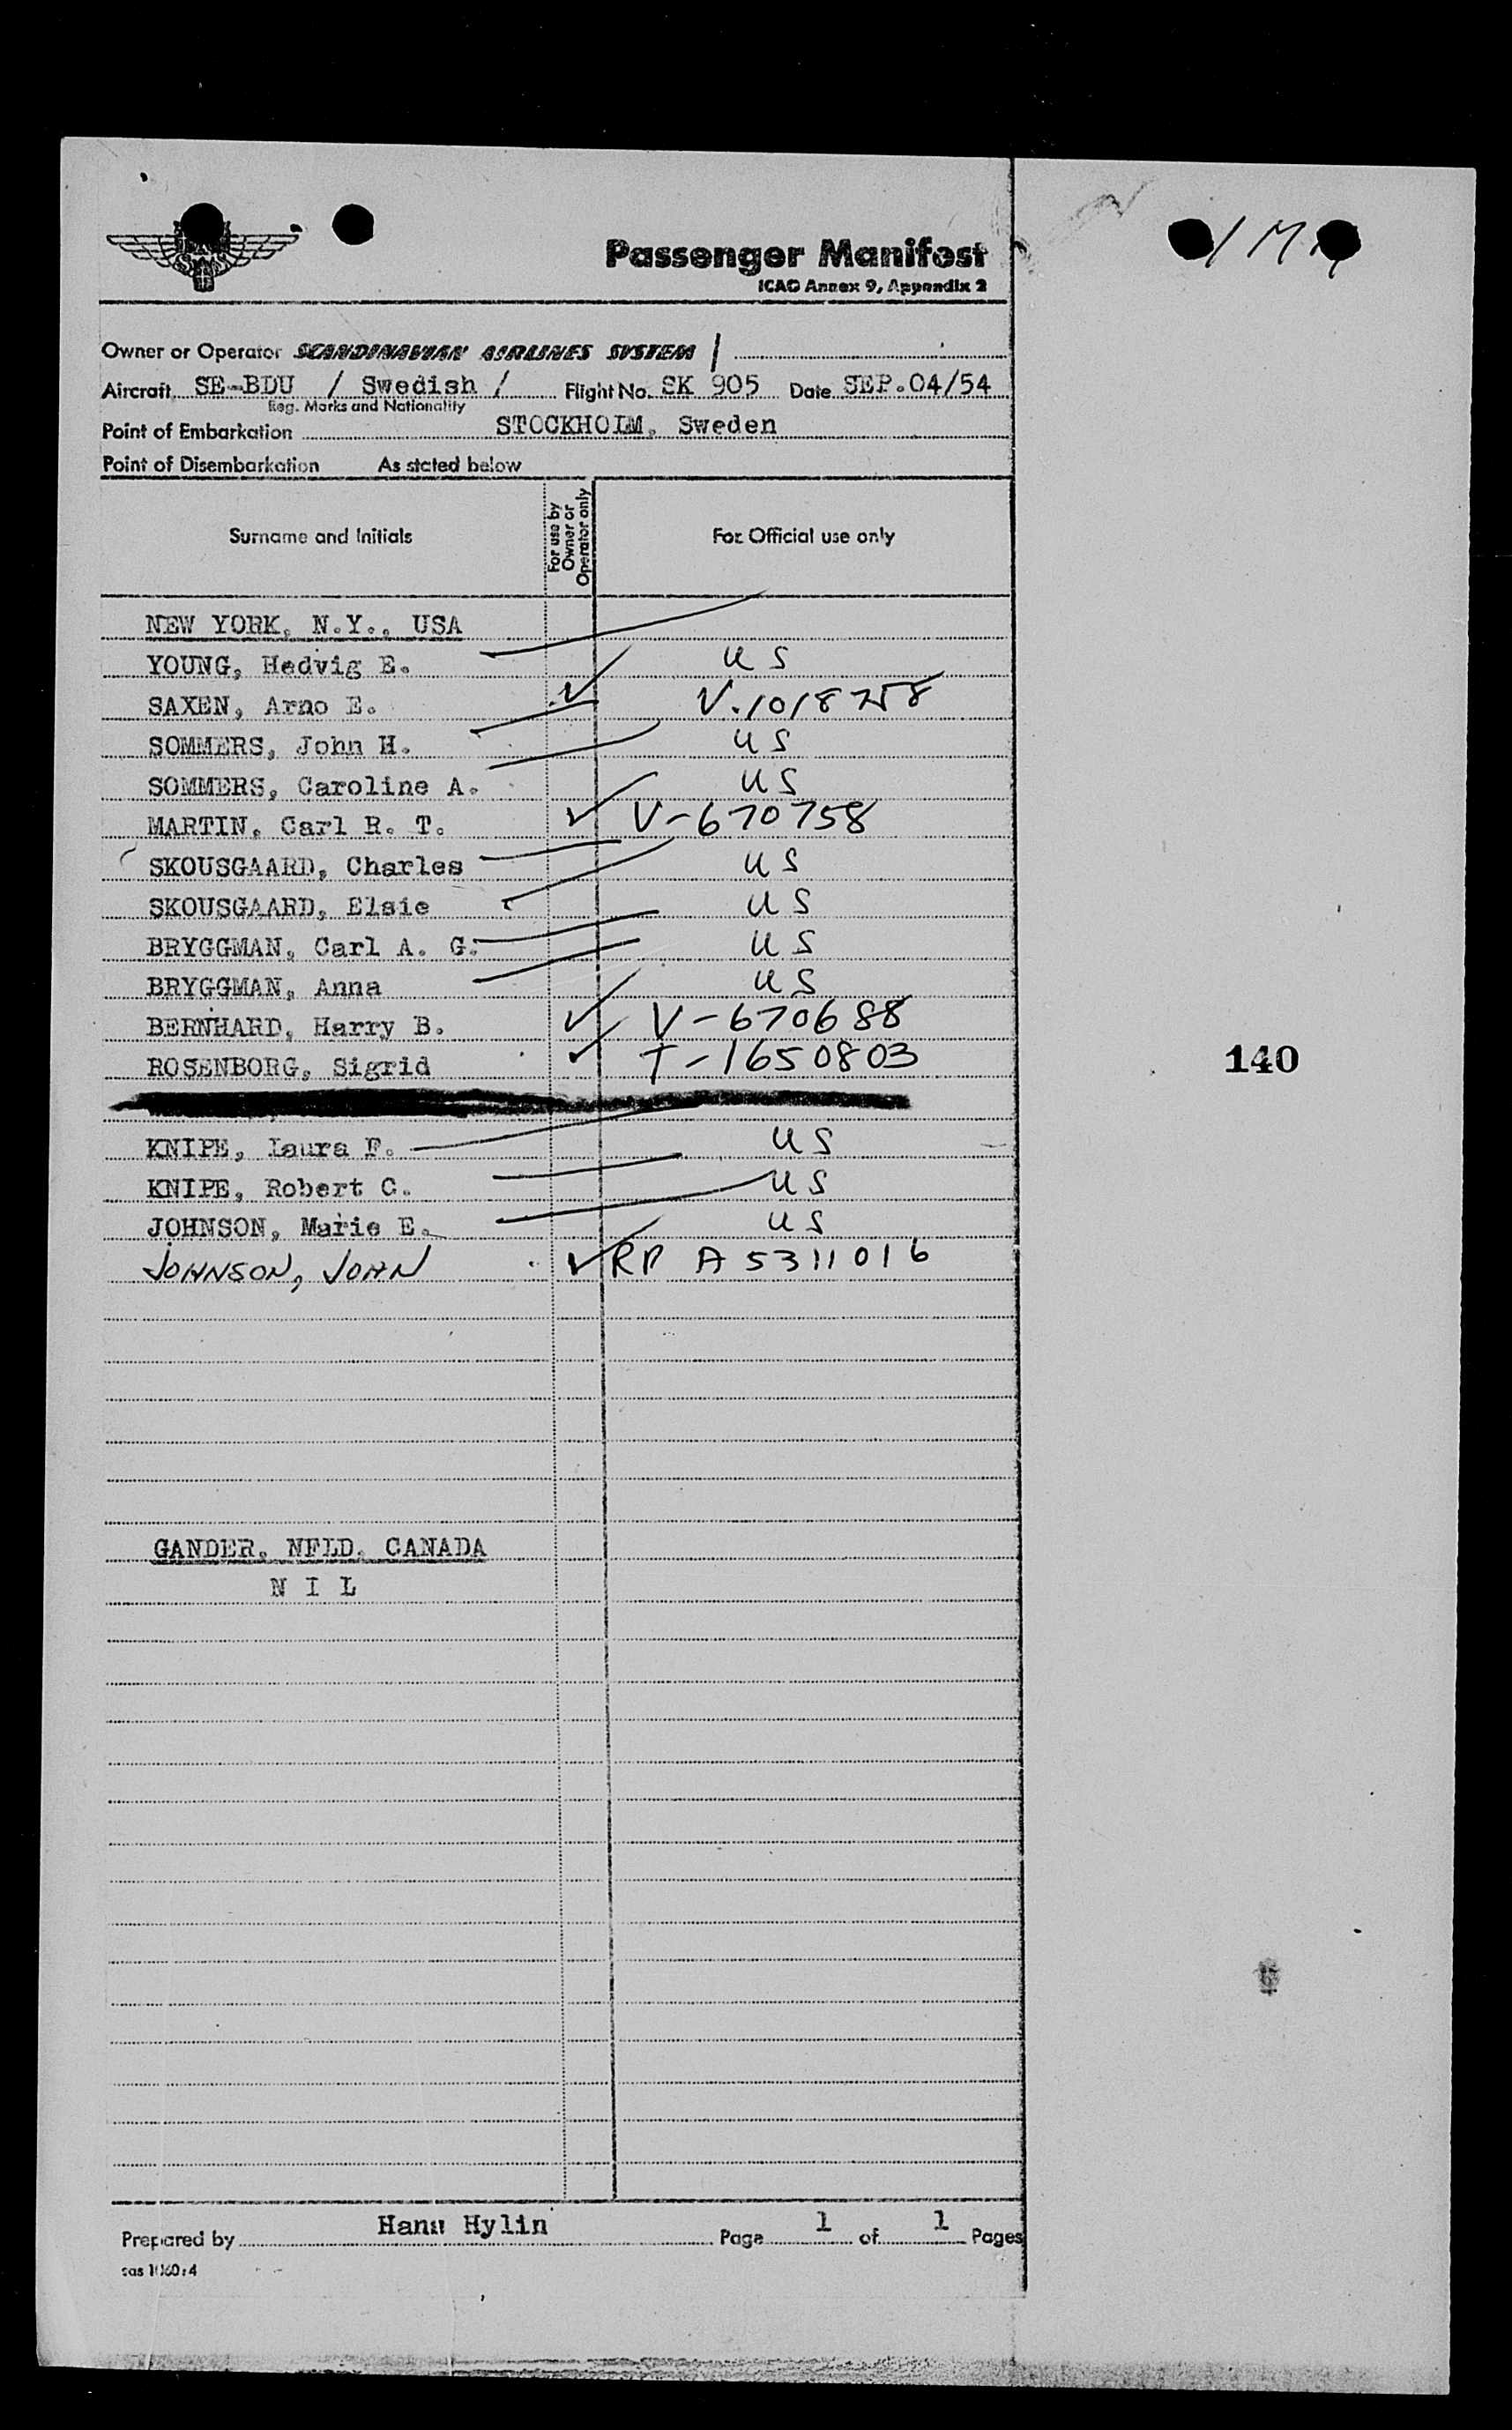 Passenger Manifest
ICAO Annex 9, Appendix 2
Owner or Operator SCANDINAVIAN AIRLINES SYSTEM /
Aircraft SE-BDU / Swedish / Flight No. SK 905 Date SEP.04/54
Reg. Marks and Nationality
Point of Embarkation STOCKHOLM, Sweden
Point of Disembarkation As stated below
Surname and Initials For use by Owner or Operator only For Official use only
NEW YORK, N.Y., USA
YOUNG, Hedvig E. US
SAXEN, Arno E. ✓ V.1018758
SOMMERS, John H. US
SOMMERS, Caroline A. US
MARTIN, Carl R. T. ✓ V-670758
SKOUSGAARD, Charles US
SKOUSGAARD, Elsie US
BRYGGMAN, Carl A. G. US
BRYGGMAN, Anna US
BERNHARD, Harry B. ✓ V-670688
ROSENBORG, Sigrid ✓ T-1650803
140
KNIPE, Laura F. US
KNIPE, Robert C. US
JOHNSON, Marie E. US
JOHNSON, JOHN ✓ RP A5311016
GANDER, NFLD. CANADA
N I L
Prepared by Hans Hylin Page 1 of 1 Pages